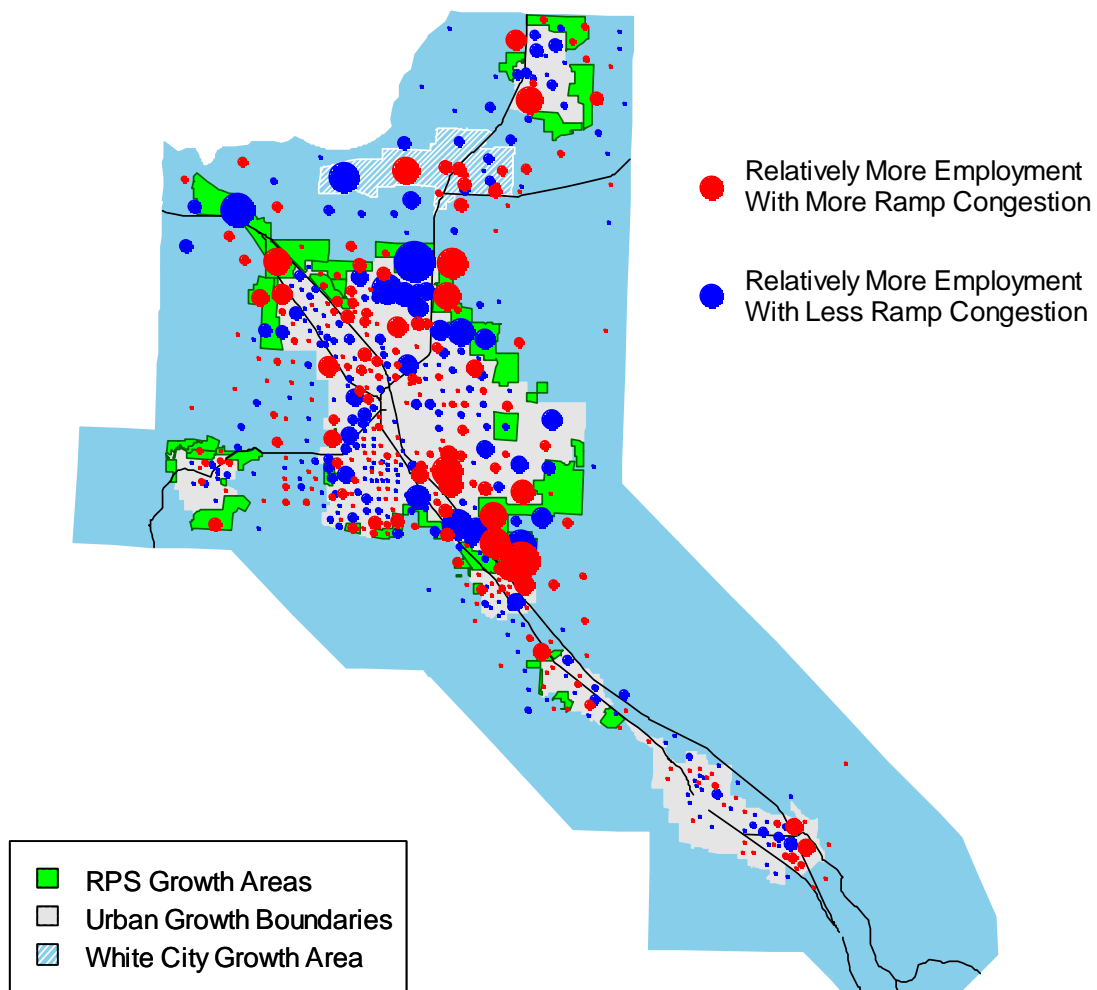 Relatively More Employment
With More Ramp Congestion
Relatively More Employment
With Less Ramp Congestion
RPS Growth Areas
Urban Growth Boundaries
White City Growth Area